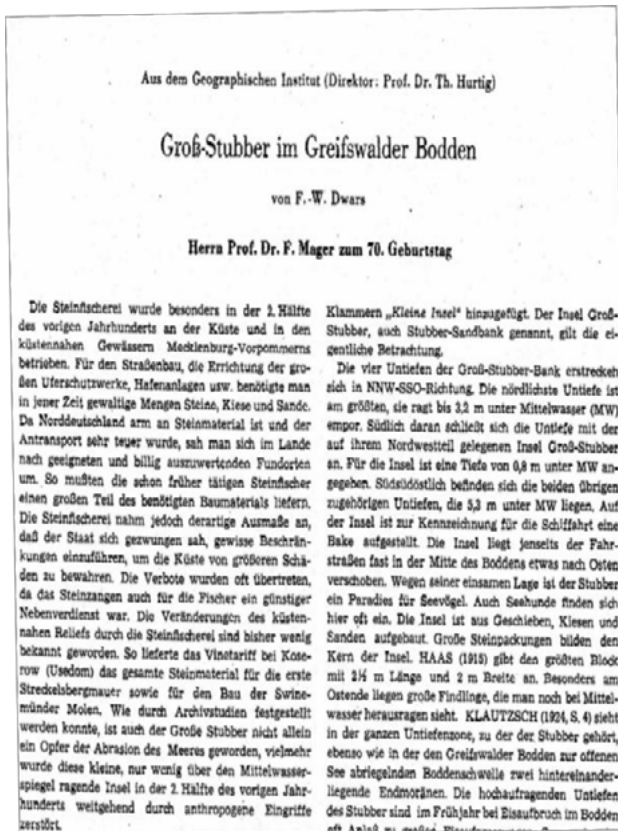 Aus dem Geographischen Institut (Direktor: Prof. Dr. Th. Hurtig)
Groß-Stubber im Greifswalder Bodden
von F.-W. Dwars
Herrn Prof. Dr. F. Mager zum 70. Geburtstag
Die Steinfischerei wurde besonders in der 2. Hälfte
des vorigen Jahrhunderts an der Küste und in den
küstennahen Gewässern Mecklenburg-Vorpommerns
betrieben. Für den Straßenbau, die Errichtung der gro-
ßen Uferschutzwerke, Hafenanlagen usw. benötigte man
in jener Zeit gewaltige Mengen Steine, Kiese und Sande.
Da Norddeutschland arm an Steinmaterial ist und der
Antransport sehr teuer wurde, sah man sich im Lande
nach geeigneten und billig auszuwertenden Fundorten
um. So mußten die schon früher tätigen Steinfischer
einen großen Teil des benötigten Baumaterials liefern.
Die Steinfischerei nahm jedoch derartige Ausmaße an,
daß der Staat sich gezwungen sah, gewisse Beschrän-
kungen einzuführen, um die Küste von größeren Schä-
den zu bewahren. Die Verbote wurden oft übertreten,
da das Steinzangen auch für die Fischer ein günstiger
Nebenverdienst war. Die Veränderungen des küsten-
nahen Reliefs durch die Steinfischerei sind bisher wenig
bekannt geworden. So lieferte das Vinetariff bei Kose-
row (Usedom) das gesamte Steinmaterial für die erste
Streckelsbergmauer sowie für den Bau der Swine-
münder Molen. Wie durch Archivstudien festgestellt
werden konnte, ist auch der Große Stubber nicht allein
ein Opfer der Abrasion des Meeres geworden, vielmehr
wurde diese kleine, nur wenig über den Mittelwasser-
spiegel ragende Insel in der 2. Hälfte des vorigen Jahr-
hunderts weitgehend durch anthropogene Eingriffe
zerstört.
Klammern „Kleine Insel" hinzugefügt. Der Insel Groß-
Stubber, auch Stubber-Sandbank genannt, gilt die ei-
gentliche Betrachtung.
Die vier Untiefen der Groß-Stubber-Bank erstrecken
sich in NNW-SSO-Richtung. Die nördlichste Untiefe ist
am größten, sie ragt bis 3,2 m unter Mittelwasser (MW)
empor. Südlich daran schließt sich die Untiefe mit der
auf ihrem Nordwestteil gelegenen Insel Groß-Stubber
an. Für die Insel ist eine Tiefe von 0,8 m unter MW an-
gegeben. Südsüdöstlich befinden sich die beiden übrigen
zugehörigen Untiefen, die 5,3 m unter MW liegen. Auf
der Insel ist zur Kennzeichnung für die Schiffahrt eine
Bake aufgestellt. Die Insel liegt jenseits der Fahr-
straßen fast in der Mitte des Boddens etwas nach Osten
verschoben. Wegen seiner einsamen Lage ist der Stubber
ein Paradies für Seevögel. Auch Seehunde finden sich
hier oft ein. Die Insel ist aus Geschieben, Kiesen und
Sanden aufgebaut. Große Steinpackungen bilden den
Kern der Insel. HAAS (1915) gibt den größten Block
mit 2½ m Länge und 2 m Breite an. Besonders am
Ostende liegen große Findlinge, die man noch bei Mittel-
wasser herausragen sieht. KLAUTZSCH (1924, S. 4) sieht
in der ganzen Untiefenzone, zu der der Stubber gehört,
ebenso wie in der den Greifswalder Bodden zur offenen
See abriegelnden Boddenschwelle zwei hintereinander-
liegende Endmoränen. Die hochaufragenden Untiefen
des Stubber sind im Frühjahr bei Eisaufbruch im Bodden
oft Anlaß zu großen